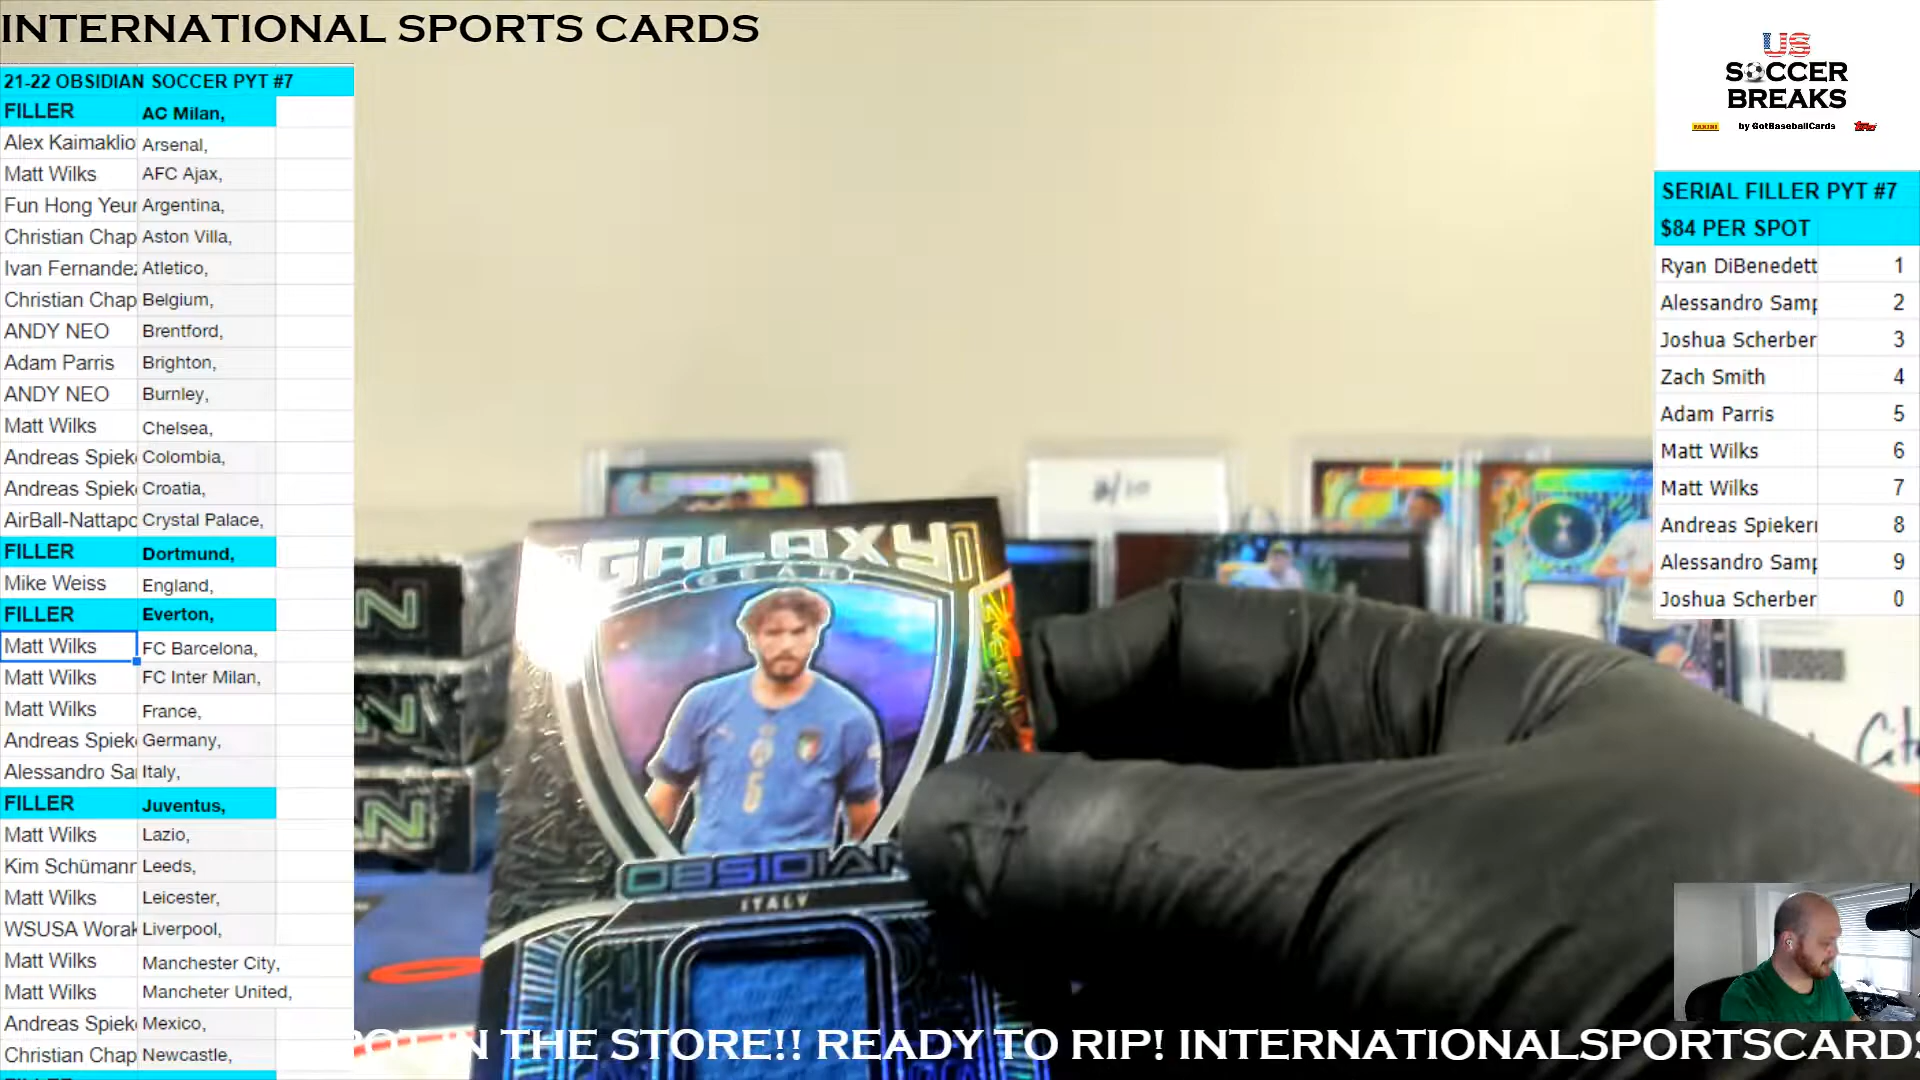 INTERNATIONAL SPORTS CARDS
21-22 OBSIDIAN SOCCER PYT #7
FILLER AC Milan,
Alex Kaimaklio Arsenal,
Matt Wilks AFC Ajax,
Fun Hong Yeur Argentina,
Christian Chap Aston Villa,
Ivan Fernandez Atletico,
Christian Chap Belgium,
ANDY NEO Brentford,
Adam Parris Brighton,
ANDY NEO Burnley,
Matt Wilks Chelsea,
Andreas Spiek Colombia,
Andreas Spiek Croatia,
AirBall-Nattapo Crystal Palace,
FILLER Dortmund,
Mike Weiss England,
FILLER Everton,
Matt Wilks FC Barcelona,
Matt Wilks FC Inter Milan,
Matt Wilks France,
Andreas Spiek Germany,
Alessandro Sa Italy,
FILLER Juventus,
Matt Wilks Lazio,
Kim Schümann Leeds,
Matt Wilks Leicester,
WSUSA Worak Liverpool,
Matt Wilks Manchester City,
Matt Wilks Mancheter United,
Andreas Spiek Mexico,
Christian Chap Newcastle,
US
SOCCER
BREAKS
PANINI by GotBaseballCards Topps
SERIAL FILLER PYT #7
$84 PER SPOT
Ryan DiBenedett 1
Alessandro Samp 2
Joshua Scherber 3
Zach Smith 4
Adam Parris 5
Matt Wilks 6
Matt Wilks 7
Andreas Spieker 8
Alessandro Samp 9
Joshua Scherber 0
GALAXY
GEAR
OBSIDIAN
ITALY
IN THE STORE!! READY TO RIP! INTERNATIONALSPORTSCARDS